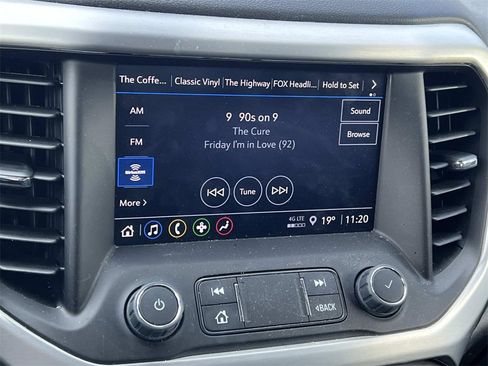 The Coffe... Classic Vinyl The Highway FOX Headli... Hold to Set
AM
9 90s on 9
Sound
The Cure
FM
Browse
Friday I'm in Love (92)
SiriusXM
Tune
More
4G LTE
19° 11:20
BACK